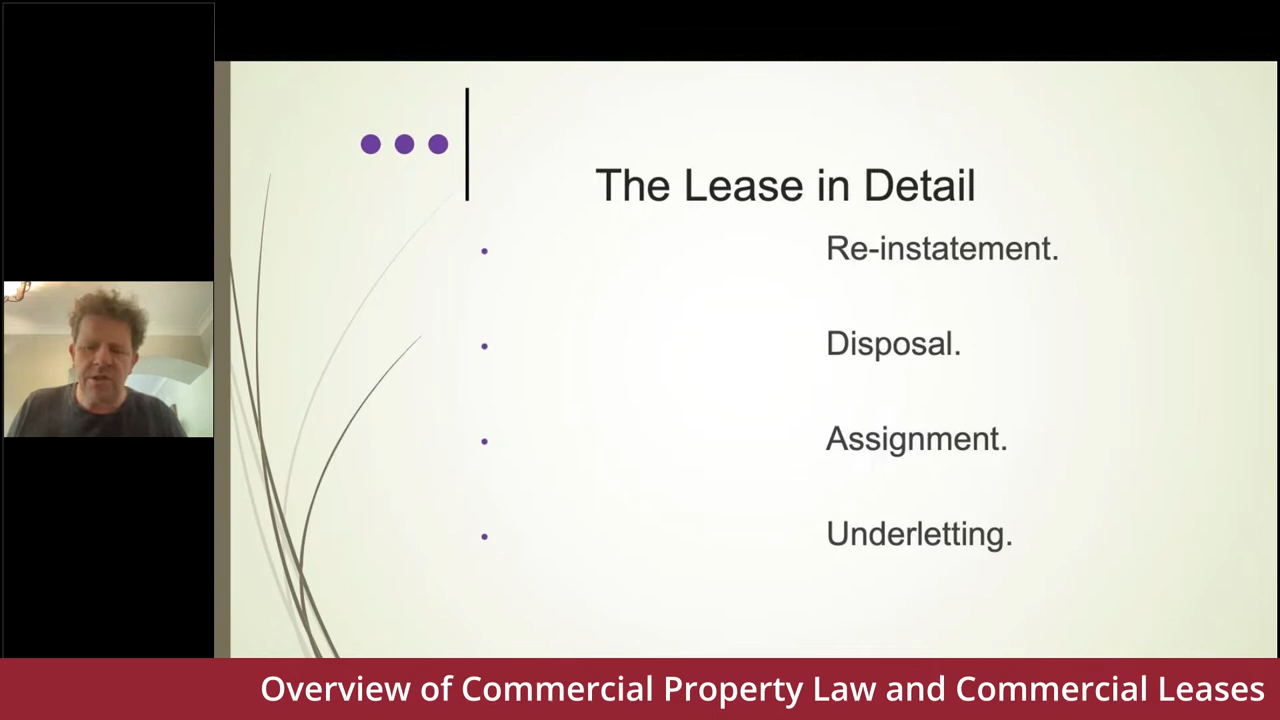 The Lease in Detail
Re-instatement.
Disposal.
Assignment.
Underletting.
Overview of Commercial Property Law and Commercial Leases